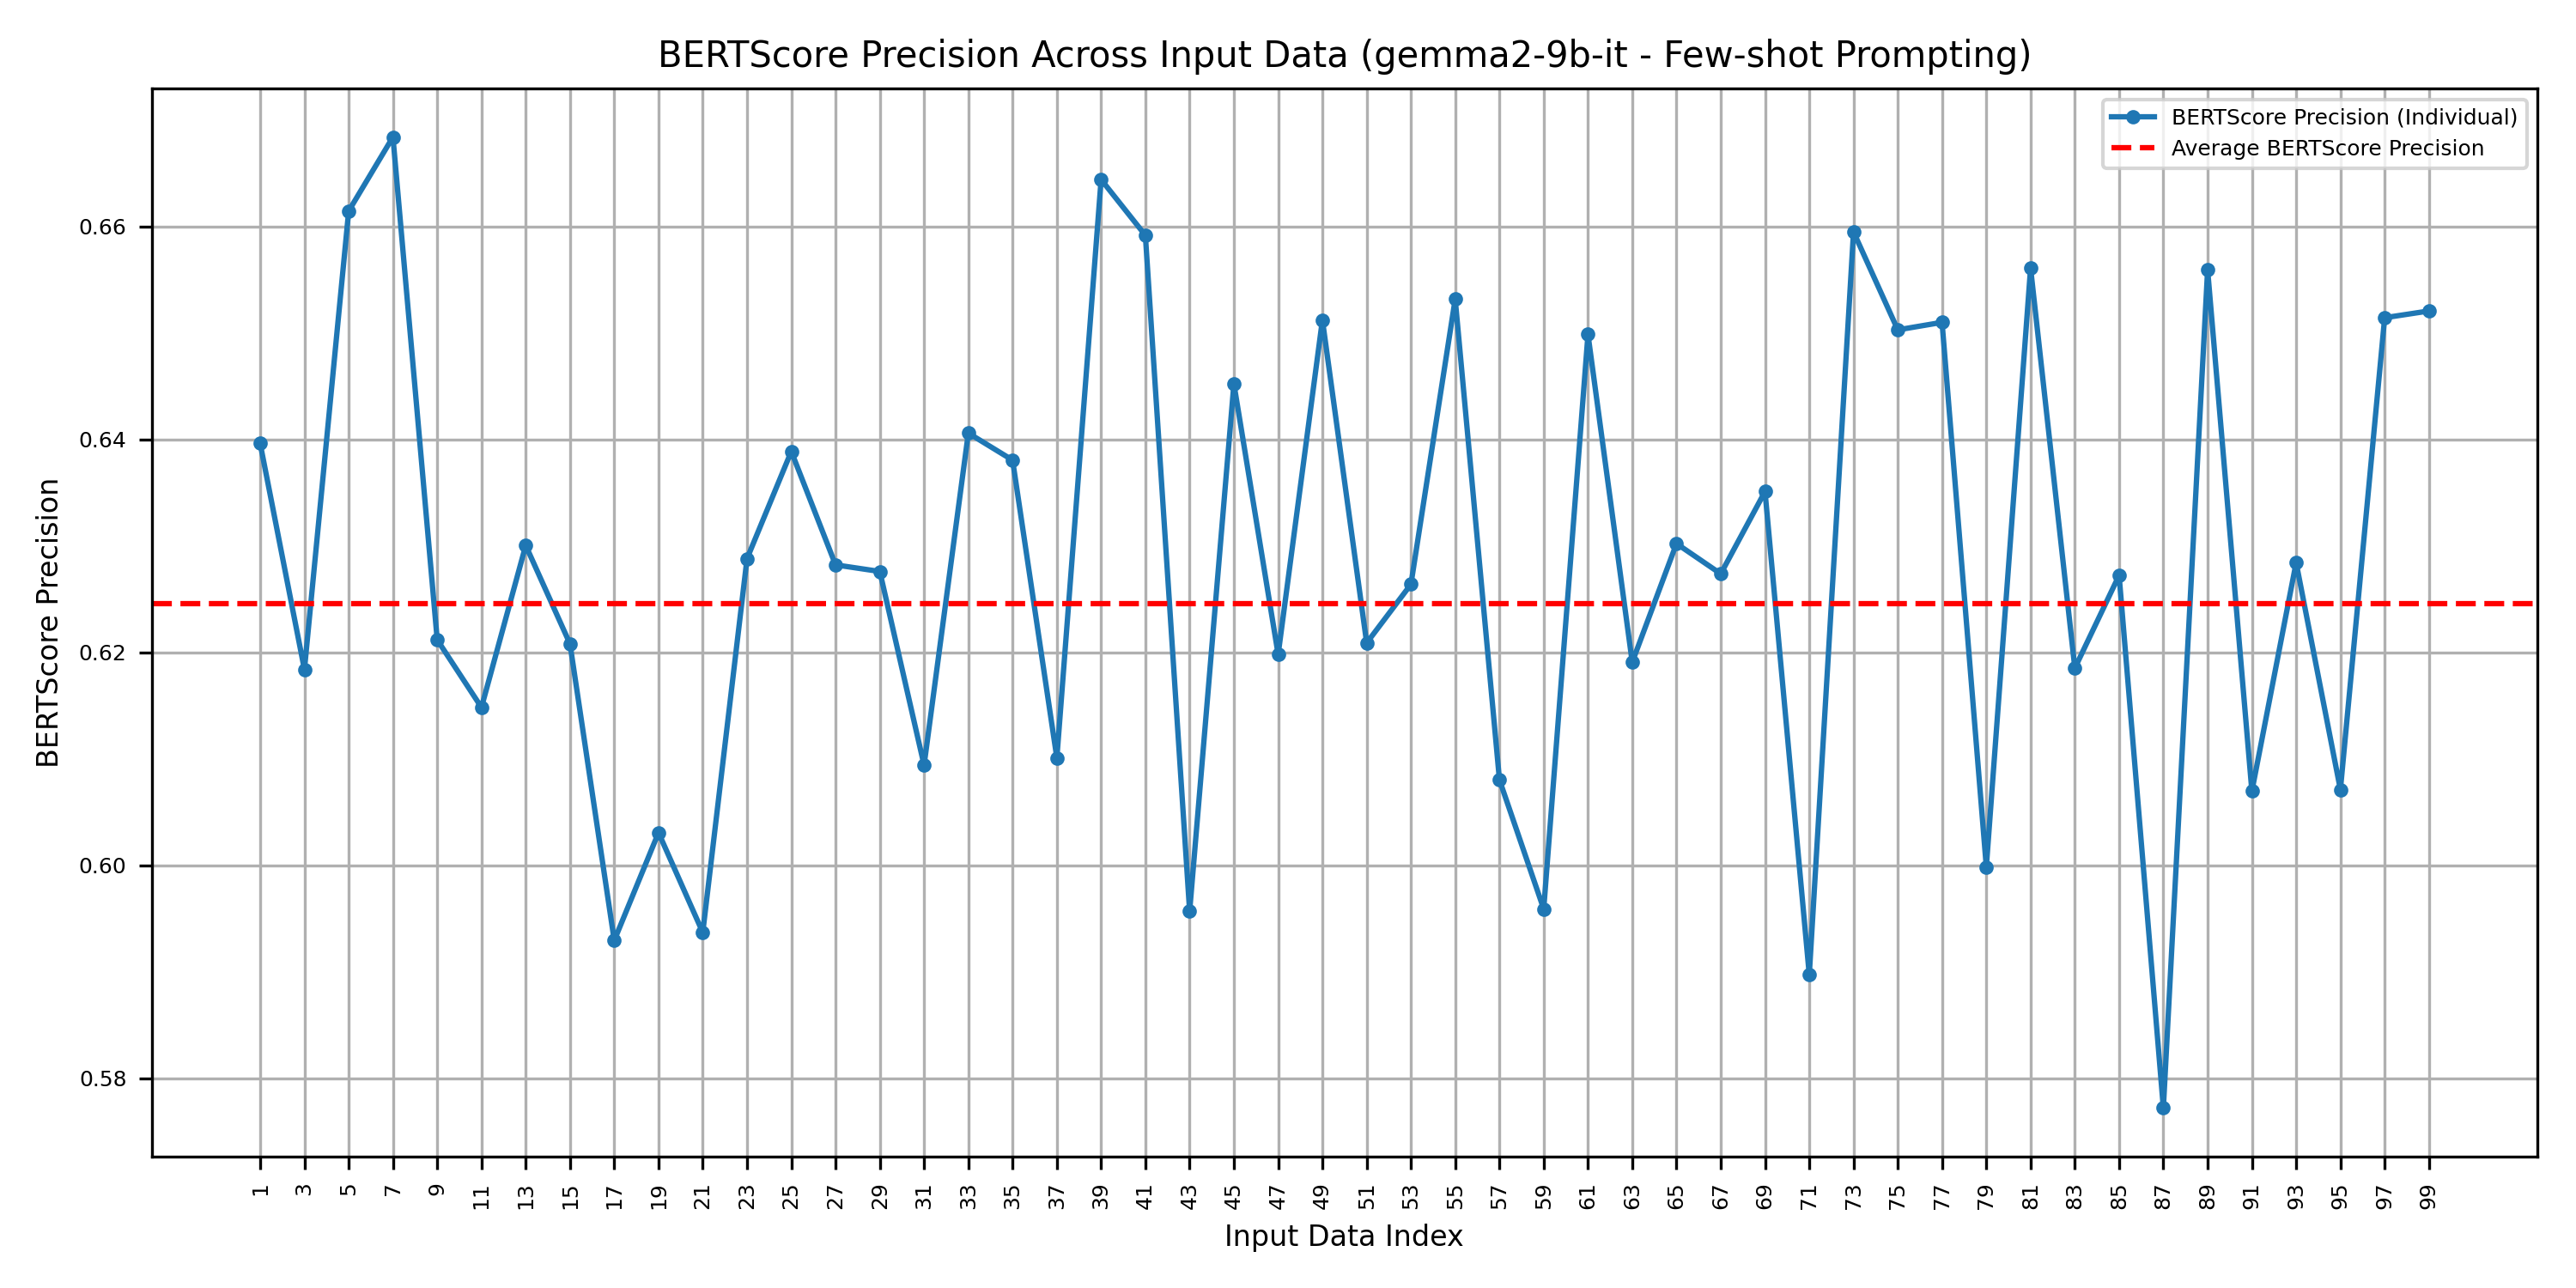 BERTScore Precision Across Input Data (gemma2-9b-it - Few-shot Prompting)
BERTScore Precision (Individual)
Average BERTScore Precision
BERTScore Precision
0.66
0.64
0.62
0.60
0.58
1 3 5 7 9 11 13 15 17 19 21 23 25 27 29 31 33 35 37 39 41 43 45 47 49 51 53 55 57 59 61 63 65 67 69 71 73 75 77 79 81 83 85 87 89 91 93 95 97 99
Input Data Index